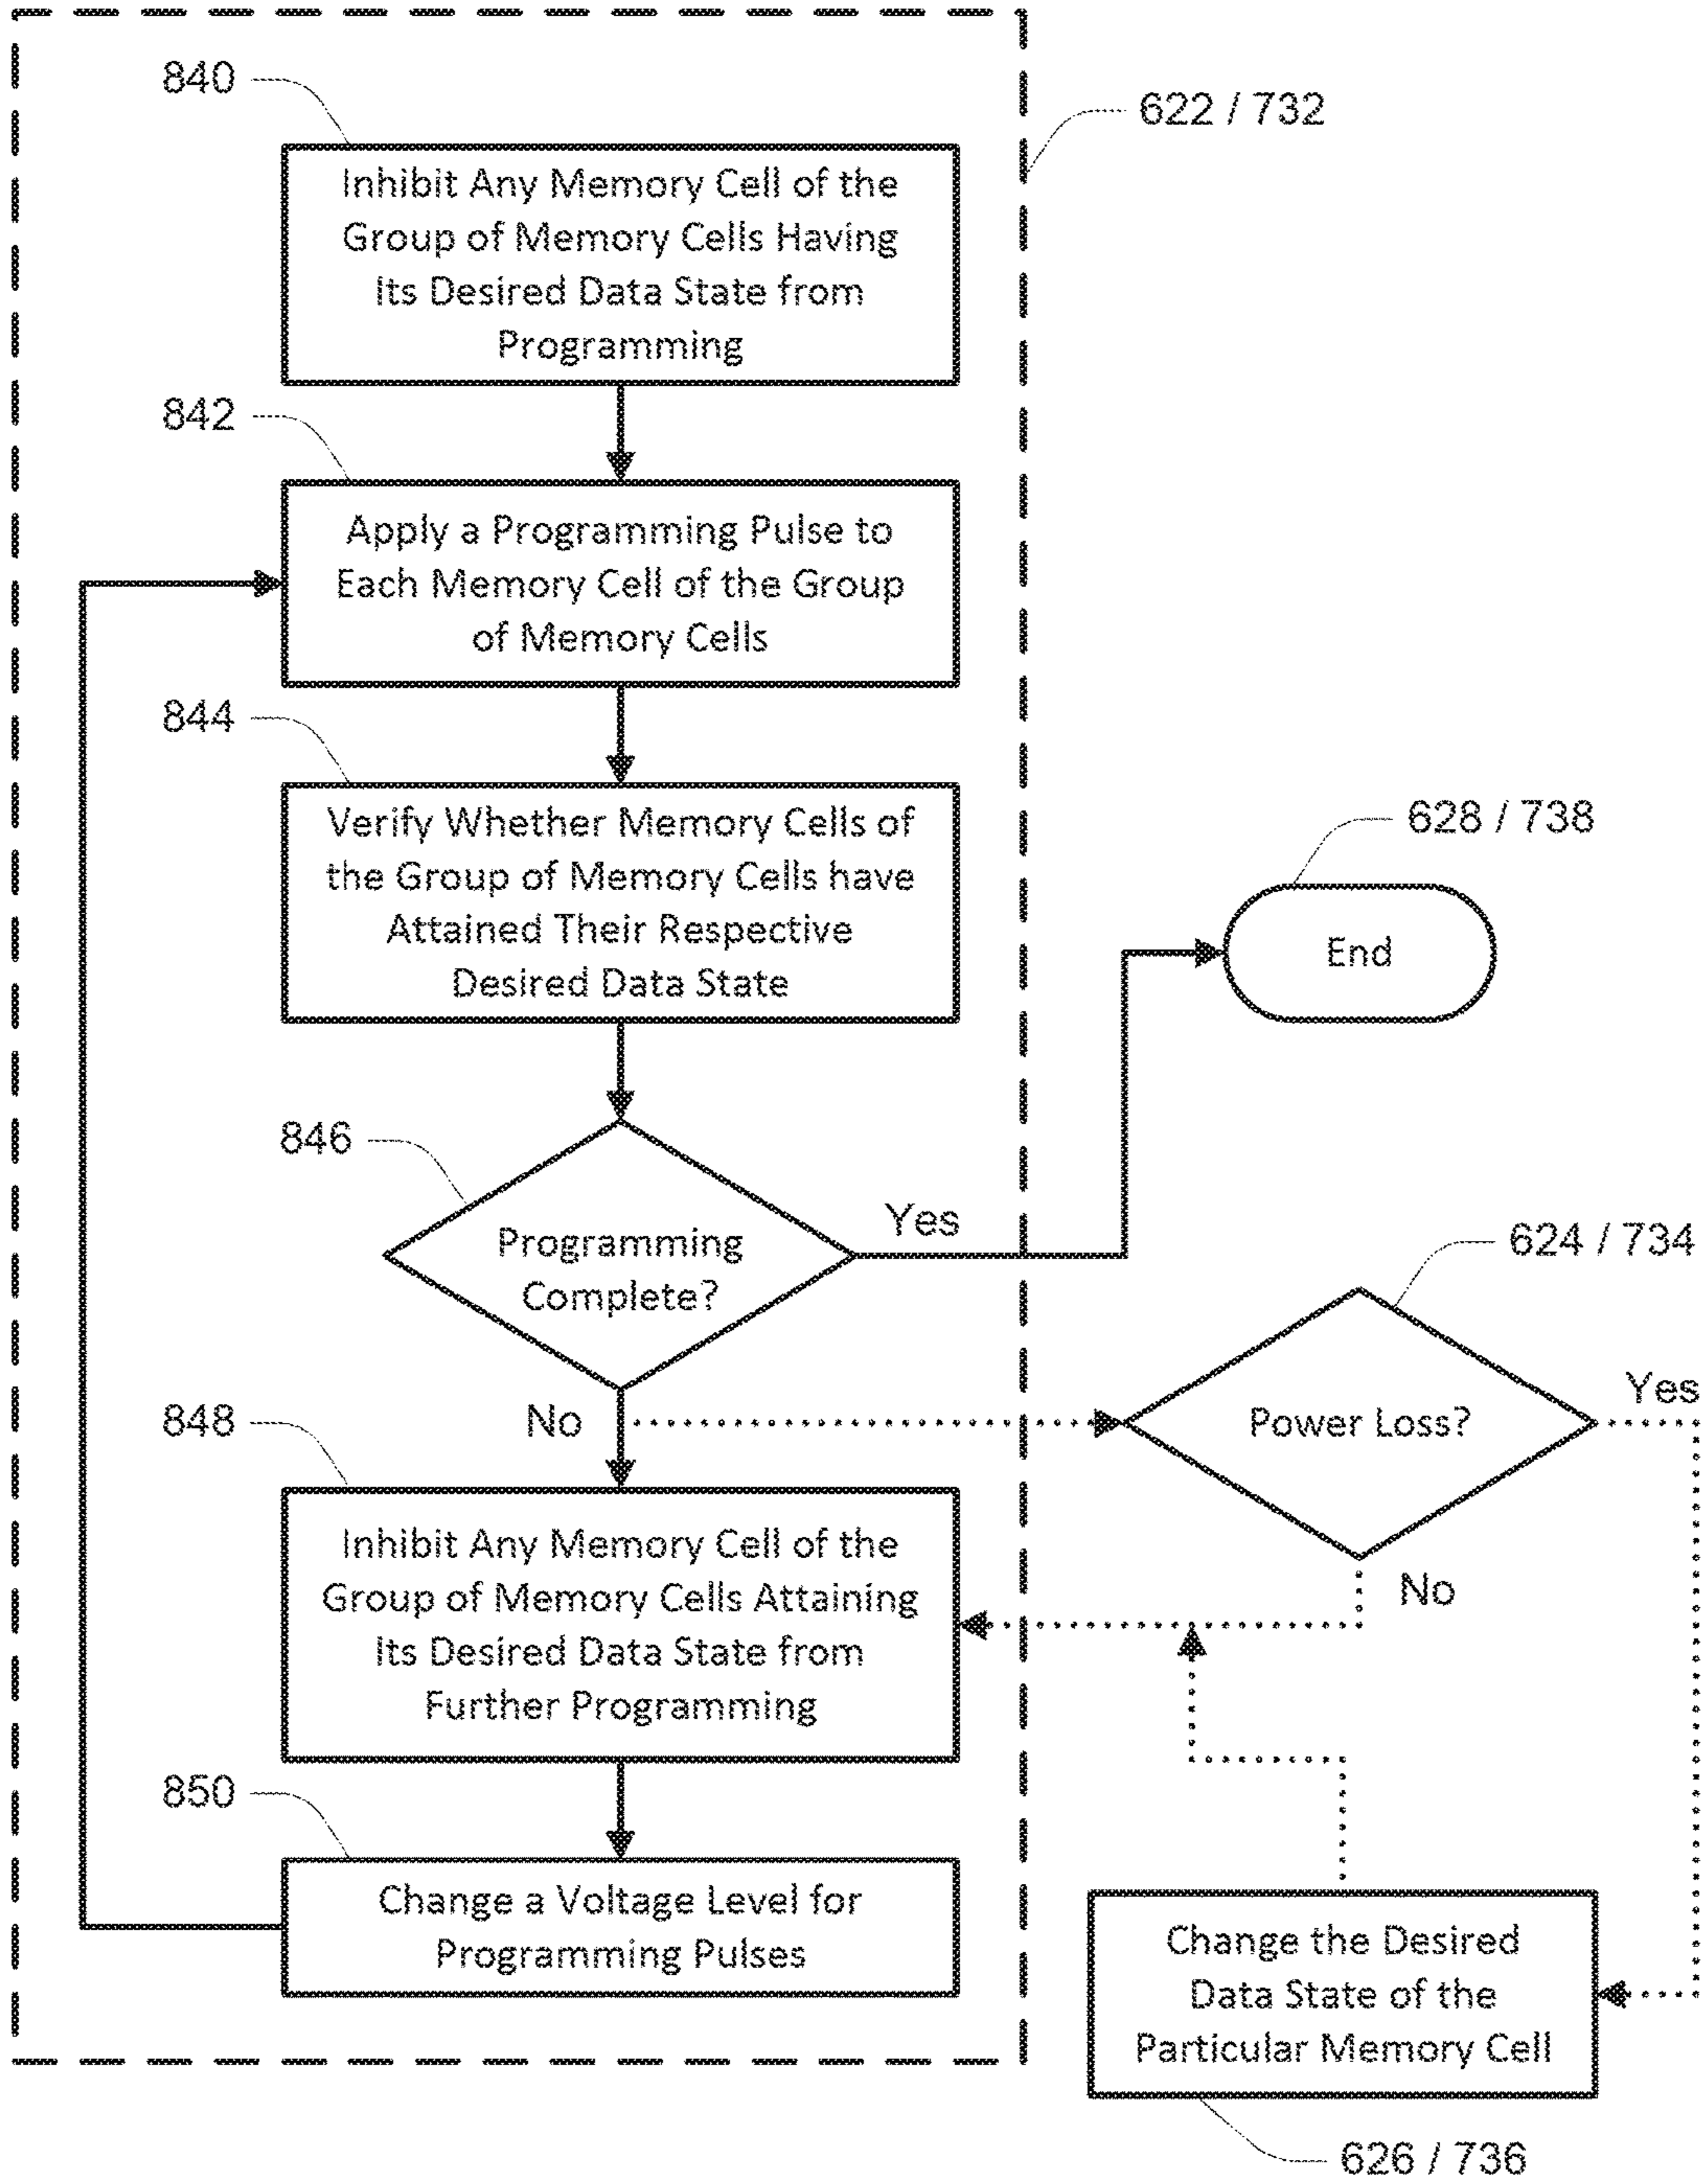 840
622 / 732
Inhibit Any Memory Cell of the
Group of Memory Cells Having
Its Desired Data State from
Programming
842
Apply a Programming Pulse to
Each Memory Cell of the Group
of Memory Cells
844
Verify Whether Memory Cells of
the Group of Memory Cells have
Attained Their Respective
Desired Data State
628 / 738
End
846
Programming
Complete?
Yes
No
624 / 734
Power Loss?
Yes
No
848
Inhibit Any Memory Cell of the
Group of Memory Cells Attaining
Its Desired Data State from
Further Programming
850
Change a Voltage Level for
Programming Pulses
Change the Desired
Data State of the
Particular Memory Cell
626 / 736